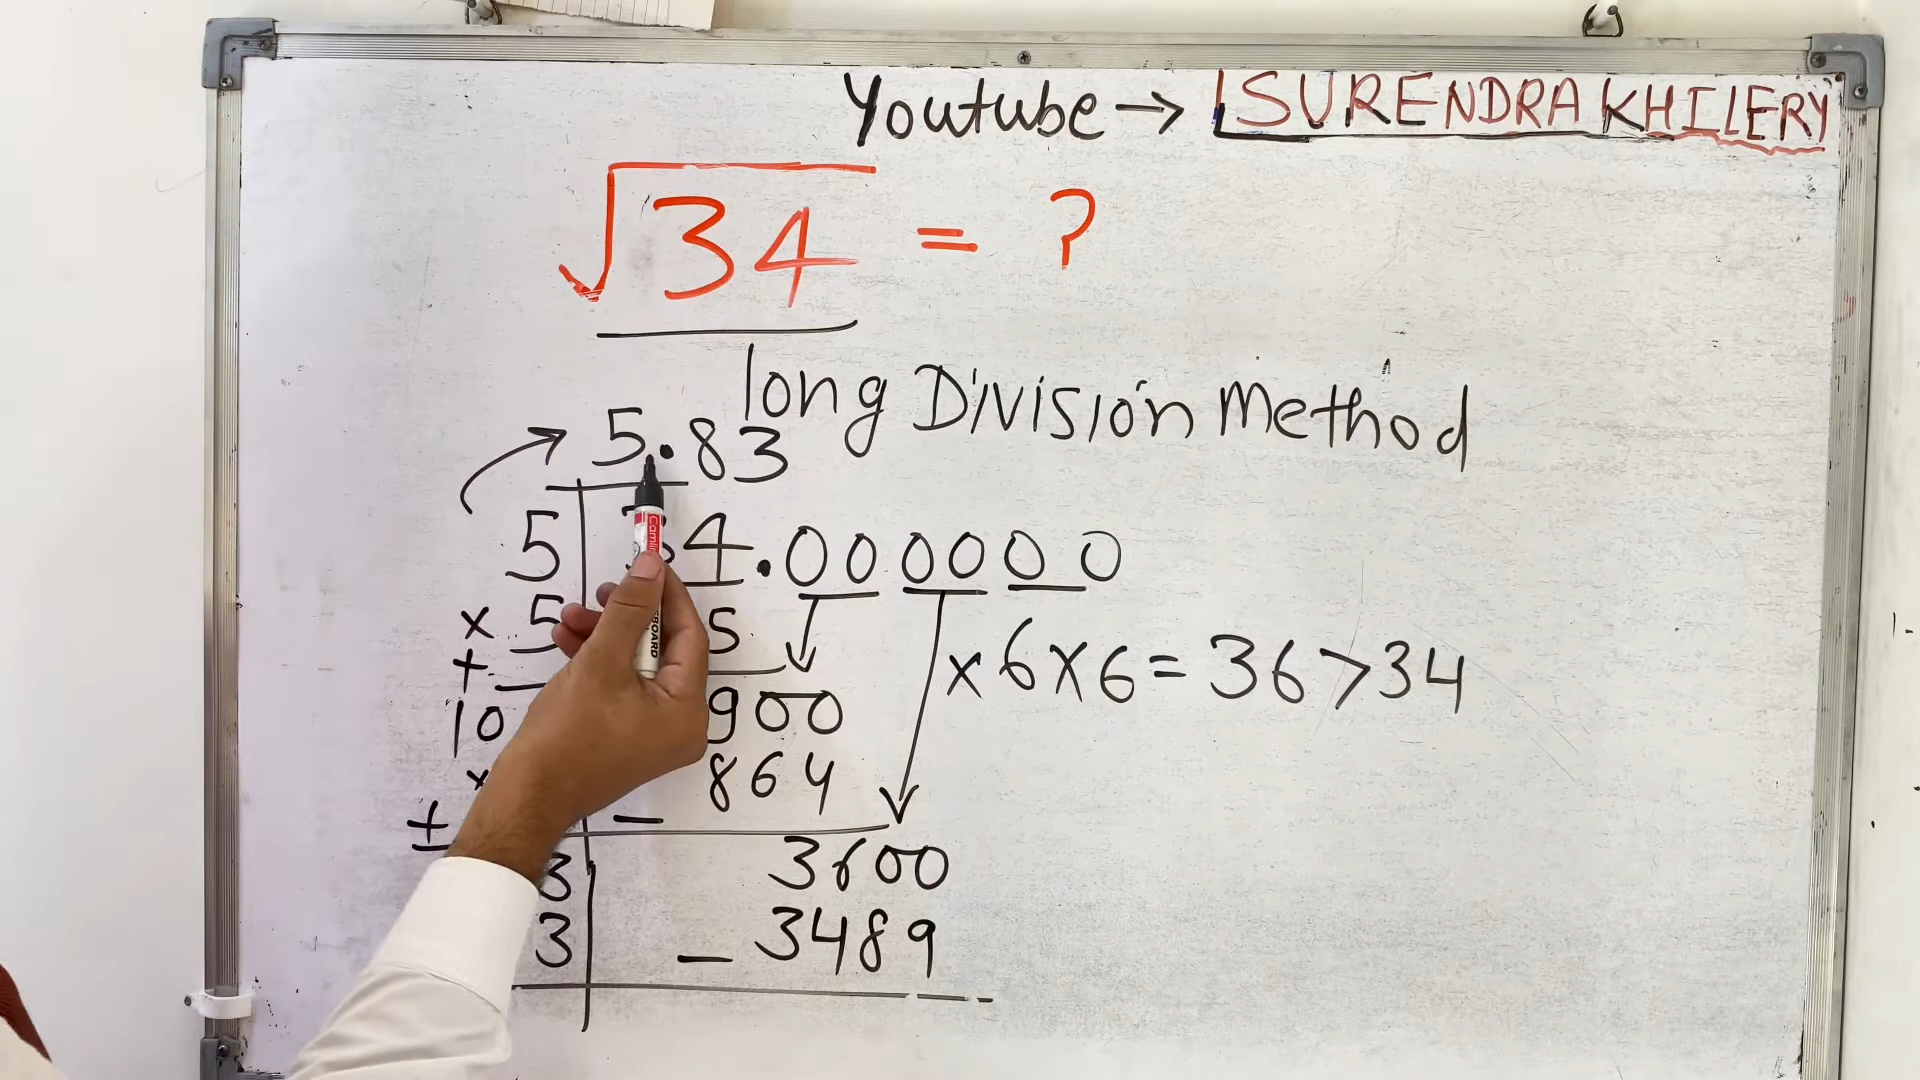 Youtube → SURENDRA KHILERY
√34 = ?
long Division Method
5.83
5 34.000000
× 5 5
+
10 900
× 864
+ −
3 3600
3 − 3489
× 6×6 = 36 > 34